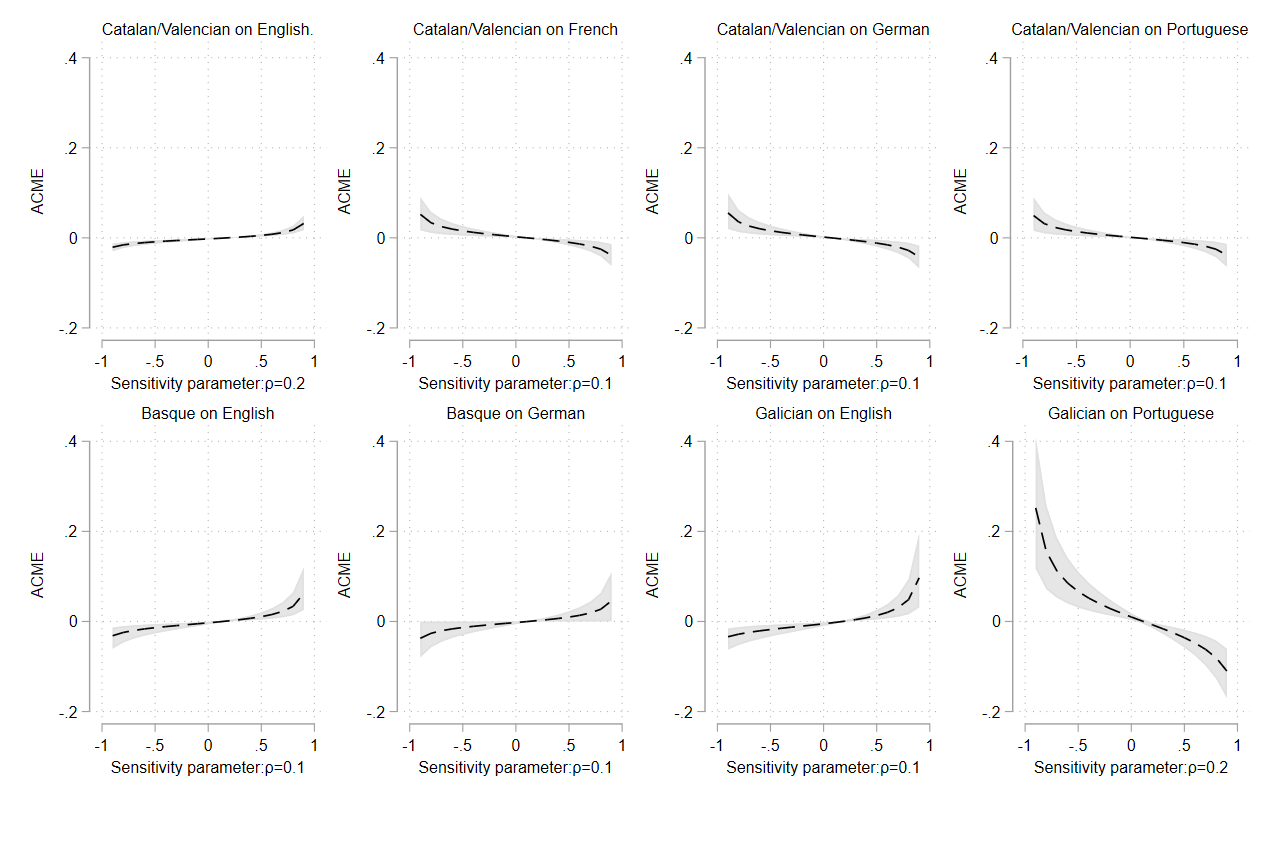 Catalan/Valencian on English.
Catalan/Valencian on French
Catalan/Valencian on German
Catalan/Valencian on Portuguese
.4
.2
0
-.2
ACME
-1 -.5 0 .5 1
Sensitivity parameter:ρ=0.2
.4
.2
0
-.2
ACME
-1 -.5 0 .5 1
Sensitivity parameter:ρ=0.1
.4
.2
0
-.2
ACME
-1 -.5 0 .5 1
Sensitivity parameter:ρ=0.1
.4
.2
0
-.2
ACME
-1 -.5 0 .5 1
Sensitivity parameter:ρ=0.1
Basque on English
Basque on German
Galician on English
Galician on Portuguese
.4
.2
0
-.2
ACME
-1 -.5 0 .5 1
Sensitivity parameter:ρ=0.1
.4
.2
0
-.2
ACME
-1 -.5 0 .5 1
Sensitivity parameter:ρ=0.1
.4
.2
0
-.2
ACME
-1 -.5 0 .5 1
Sensitivity parameter:ρ=0.1
.4
.2
0
-.2
ACME
-1 -.5 0 .5 1
Sensitivity parameter:ρ=0.2